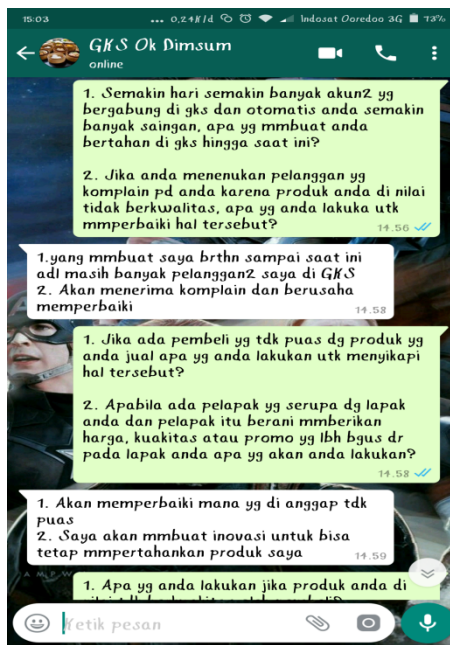 15:03 ... 0,24K/d Indosat Ooredoo 3G 73%
GKS Ok Dimsum
online
1. Semakin hari semakin banyak akun2 yg
bergabung di gks dan otomatis anda semakin
banyak saingan, apa yg mmbuat anda
bertahan di gks hingga saat ini?
2. Jika anda menenukan pelanggan yg
komplain pd anda karena produk anda di nilai
tidak berkwalitas, apa yg anda lakuka utk
mmperbaiki hal tersebut?
14.56
1.yang mmbuat saya brthn sampai saat ini
adl masih banyak pelanggan2 saya di GKS
2. Akan menerima komplain dan berusaha
memperbaiki
14.58
1. Jika ada pembeli yg tdk puas dg produk yg
anda jual apa yg anda lakukan utk menyikapi
hal tersebut?
2. Apabila ada pelapak yg serupa dg lapak
anda dan pelapak itu berani mmberikan
harga, kuakitas atau promo yg lbh bgus dr
pada lapak anda apa yg akan anda lakukan?
14.58
1. Akan memperbaiki mana yg di anggap tdk
puas
2. Saya akan mmbuat inovasi untuk bisa
tetap mmpertahankan produk saya
14.59
1. Apa yg anda lakukan jika produk anda di
Ketik pesan